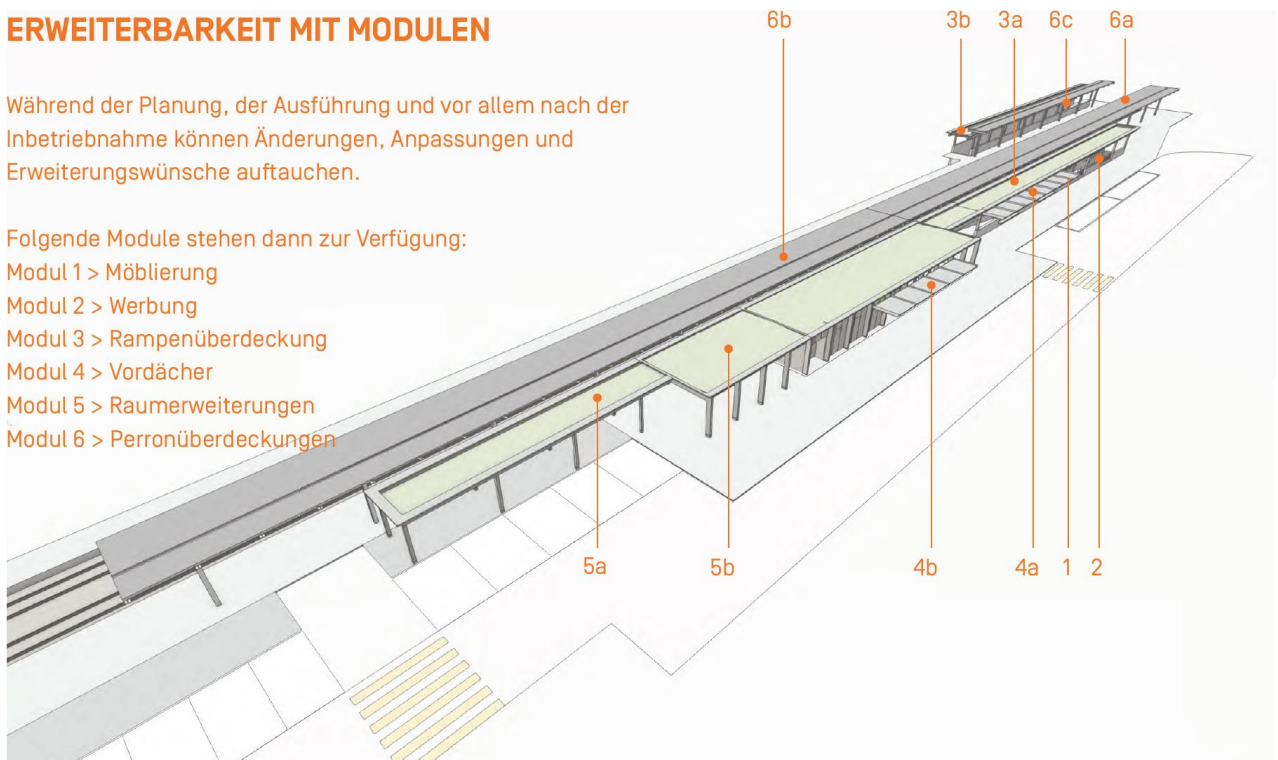 ERWEITERBARKEIT MIT MODULEN
6b
3b
3a
6c
6a
Während der Planung, der Ausführung und vor allem nach der
Inbetriebnahme können Änderungen, Anpassungen und
Erweiterungswünsche auftauchen.
Folgende Module stehen dann zur Verfügung:
Modul 1 > Möblierung
Modul 2 > Werbung
Modul 3 > Rampenüberdeckung
Modul 4 > Vordächer
Modul 5 > Raumerweiterungen
Modul 6 > Perronüberdeckungen
5a
5b
4b
4a
1
2